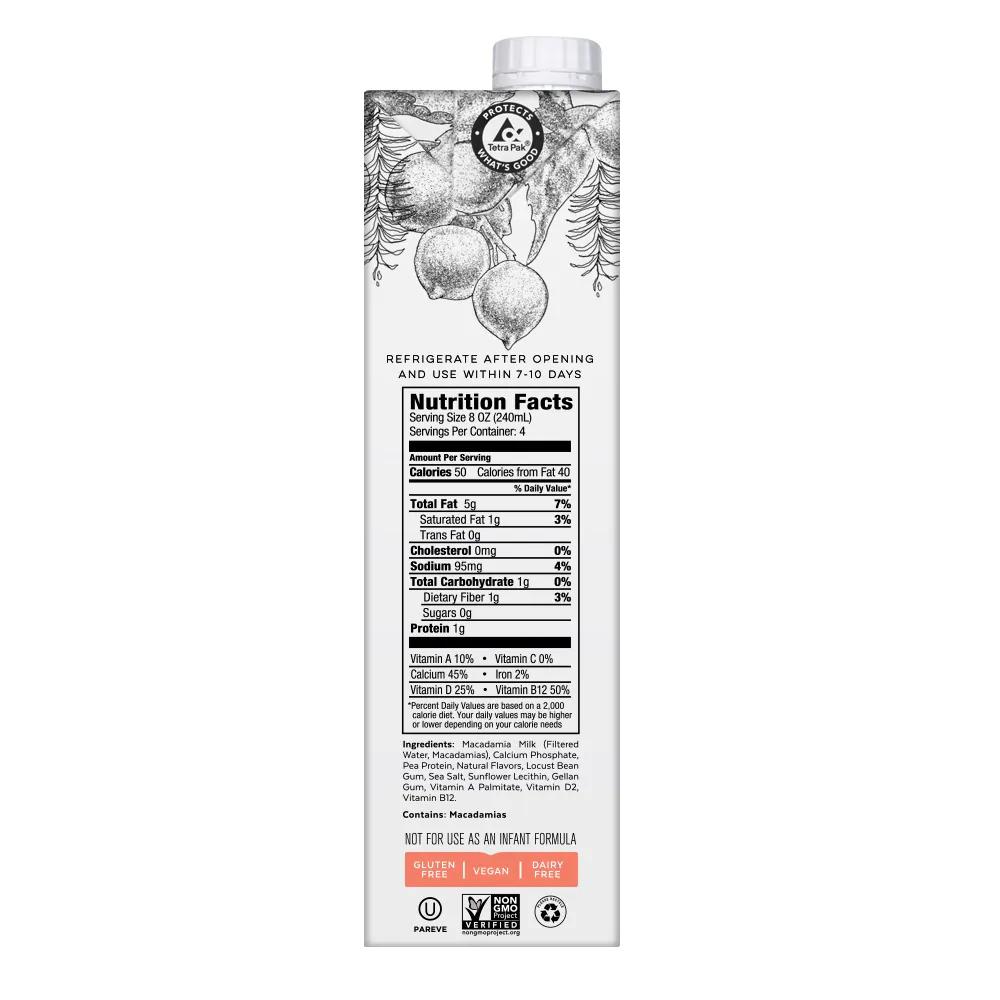 PROTECTS
Tetra Pak®
WHAT'S GOOD
REFRIGERATE AFTER OPENING
AND USE WITHIN 7-10 DAYS
Nutrition Facts
Serving Size 8 OZ (240mL)
Servings Per Container: 4
Amount Per Serving
Calories 50 Calories from Fat 40
% Daily Value*
Total Fat 5g 7%
Saturated Fat 1g 3%
Trans Fat 0g
Cholesterol 0mg 0%
Sodium 95mg 4%
Total Carbohydrate 1g 0%
Dietary Fiber 1g 3%
Sugars 0g
Protein 1g
Vitamin A 10% • Vitamin C 0%
Calcium 45% • Iron 2%
Vitamin D 25% • Vitamin B12 50%
*Percent Daily Values are based on a 2,000
calorie diet. Your daily values may be higher
or lower depending on your calorie needs
Ingredients: Macadamia Milk (Filtered
Water, Macadamias), Calcium Phosphate,
Pea Protein, Natural Flavors, Locust Bean
Gum, Sea Salt, Sunflower Lecithin, Gellan
Gum, Vitamin A Palmitate, Vitamin D2,
Vitamin B12.
Contains: Macadamias
NOT FOR USE AS AN INFANT FORMULA
GLUTEN FREE | VEGAN | DAIRY FREE
U
PAREVE
NON
GMO
Project
VERIFIED
nongmoproject.org
PLEASE RECYCLE